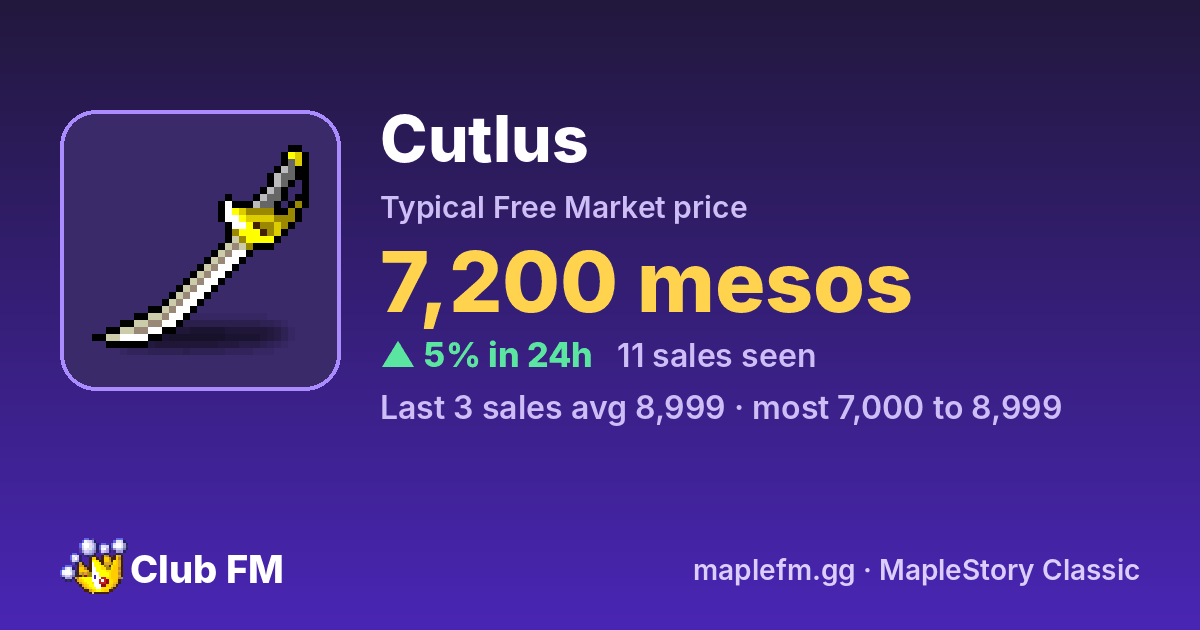 Cutlus
Typical Free Market price
7,200 mesos
▲ 5% in 24h 11 sales seen
Last 3 sales avg 8,999 · most 7,000 to 8,999
Club FM
maplefm.gg · MapleStory Classic